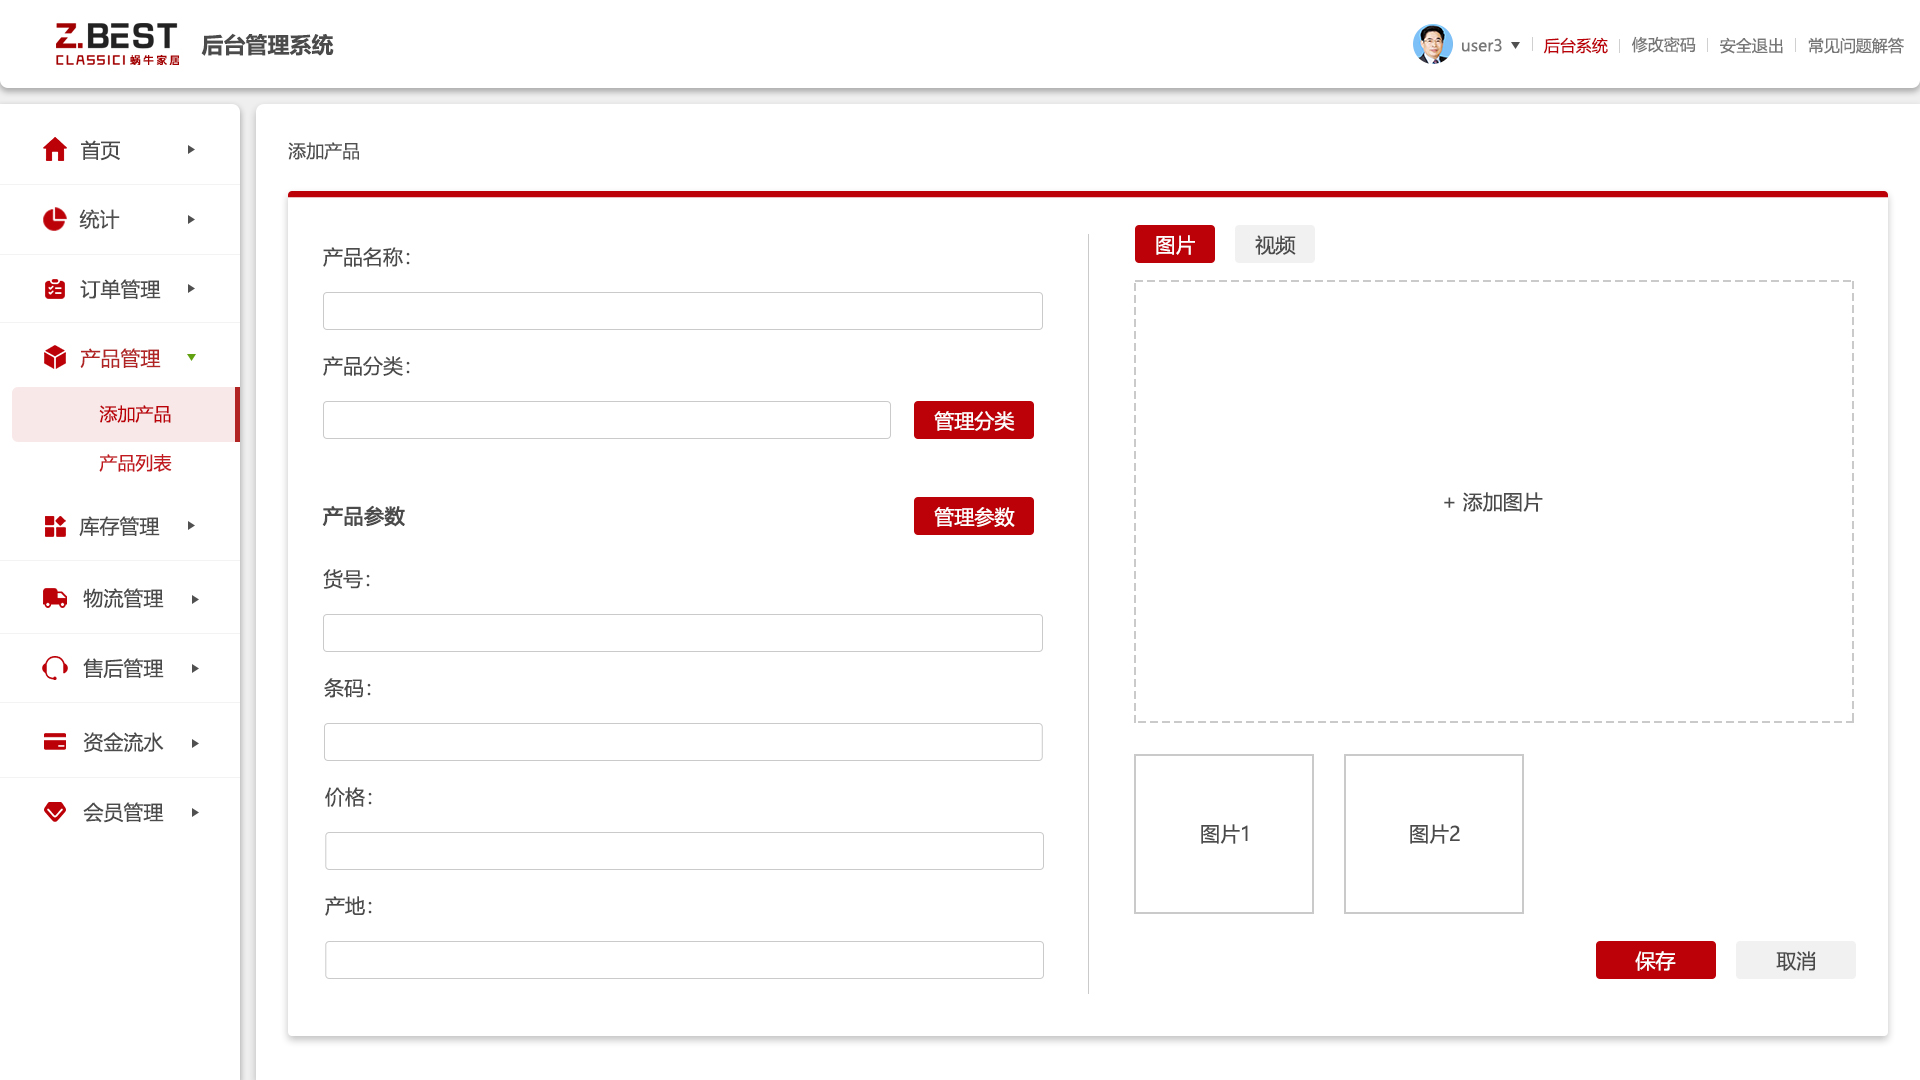 Z.BEST
CLASSICI 蜗牛家居
后台管理系统
user3
后台系统
修改密码
安全退出
常见问题解答
首页
统计
订单管理
产品管理
添加产品
产品列表
库存管理
物流管理
售后管理
资金流水
会员管理
添加产品
产品名称：
产品分类：
管理分类
产品参数
管理参数
货号：
条码：
价格：
产地：
图片
视频
+ 添加图片
图片1
图片2
保存
取消